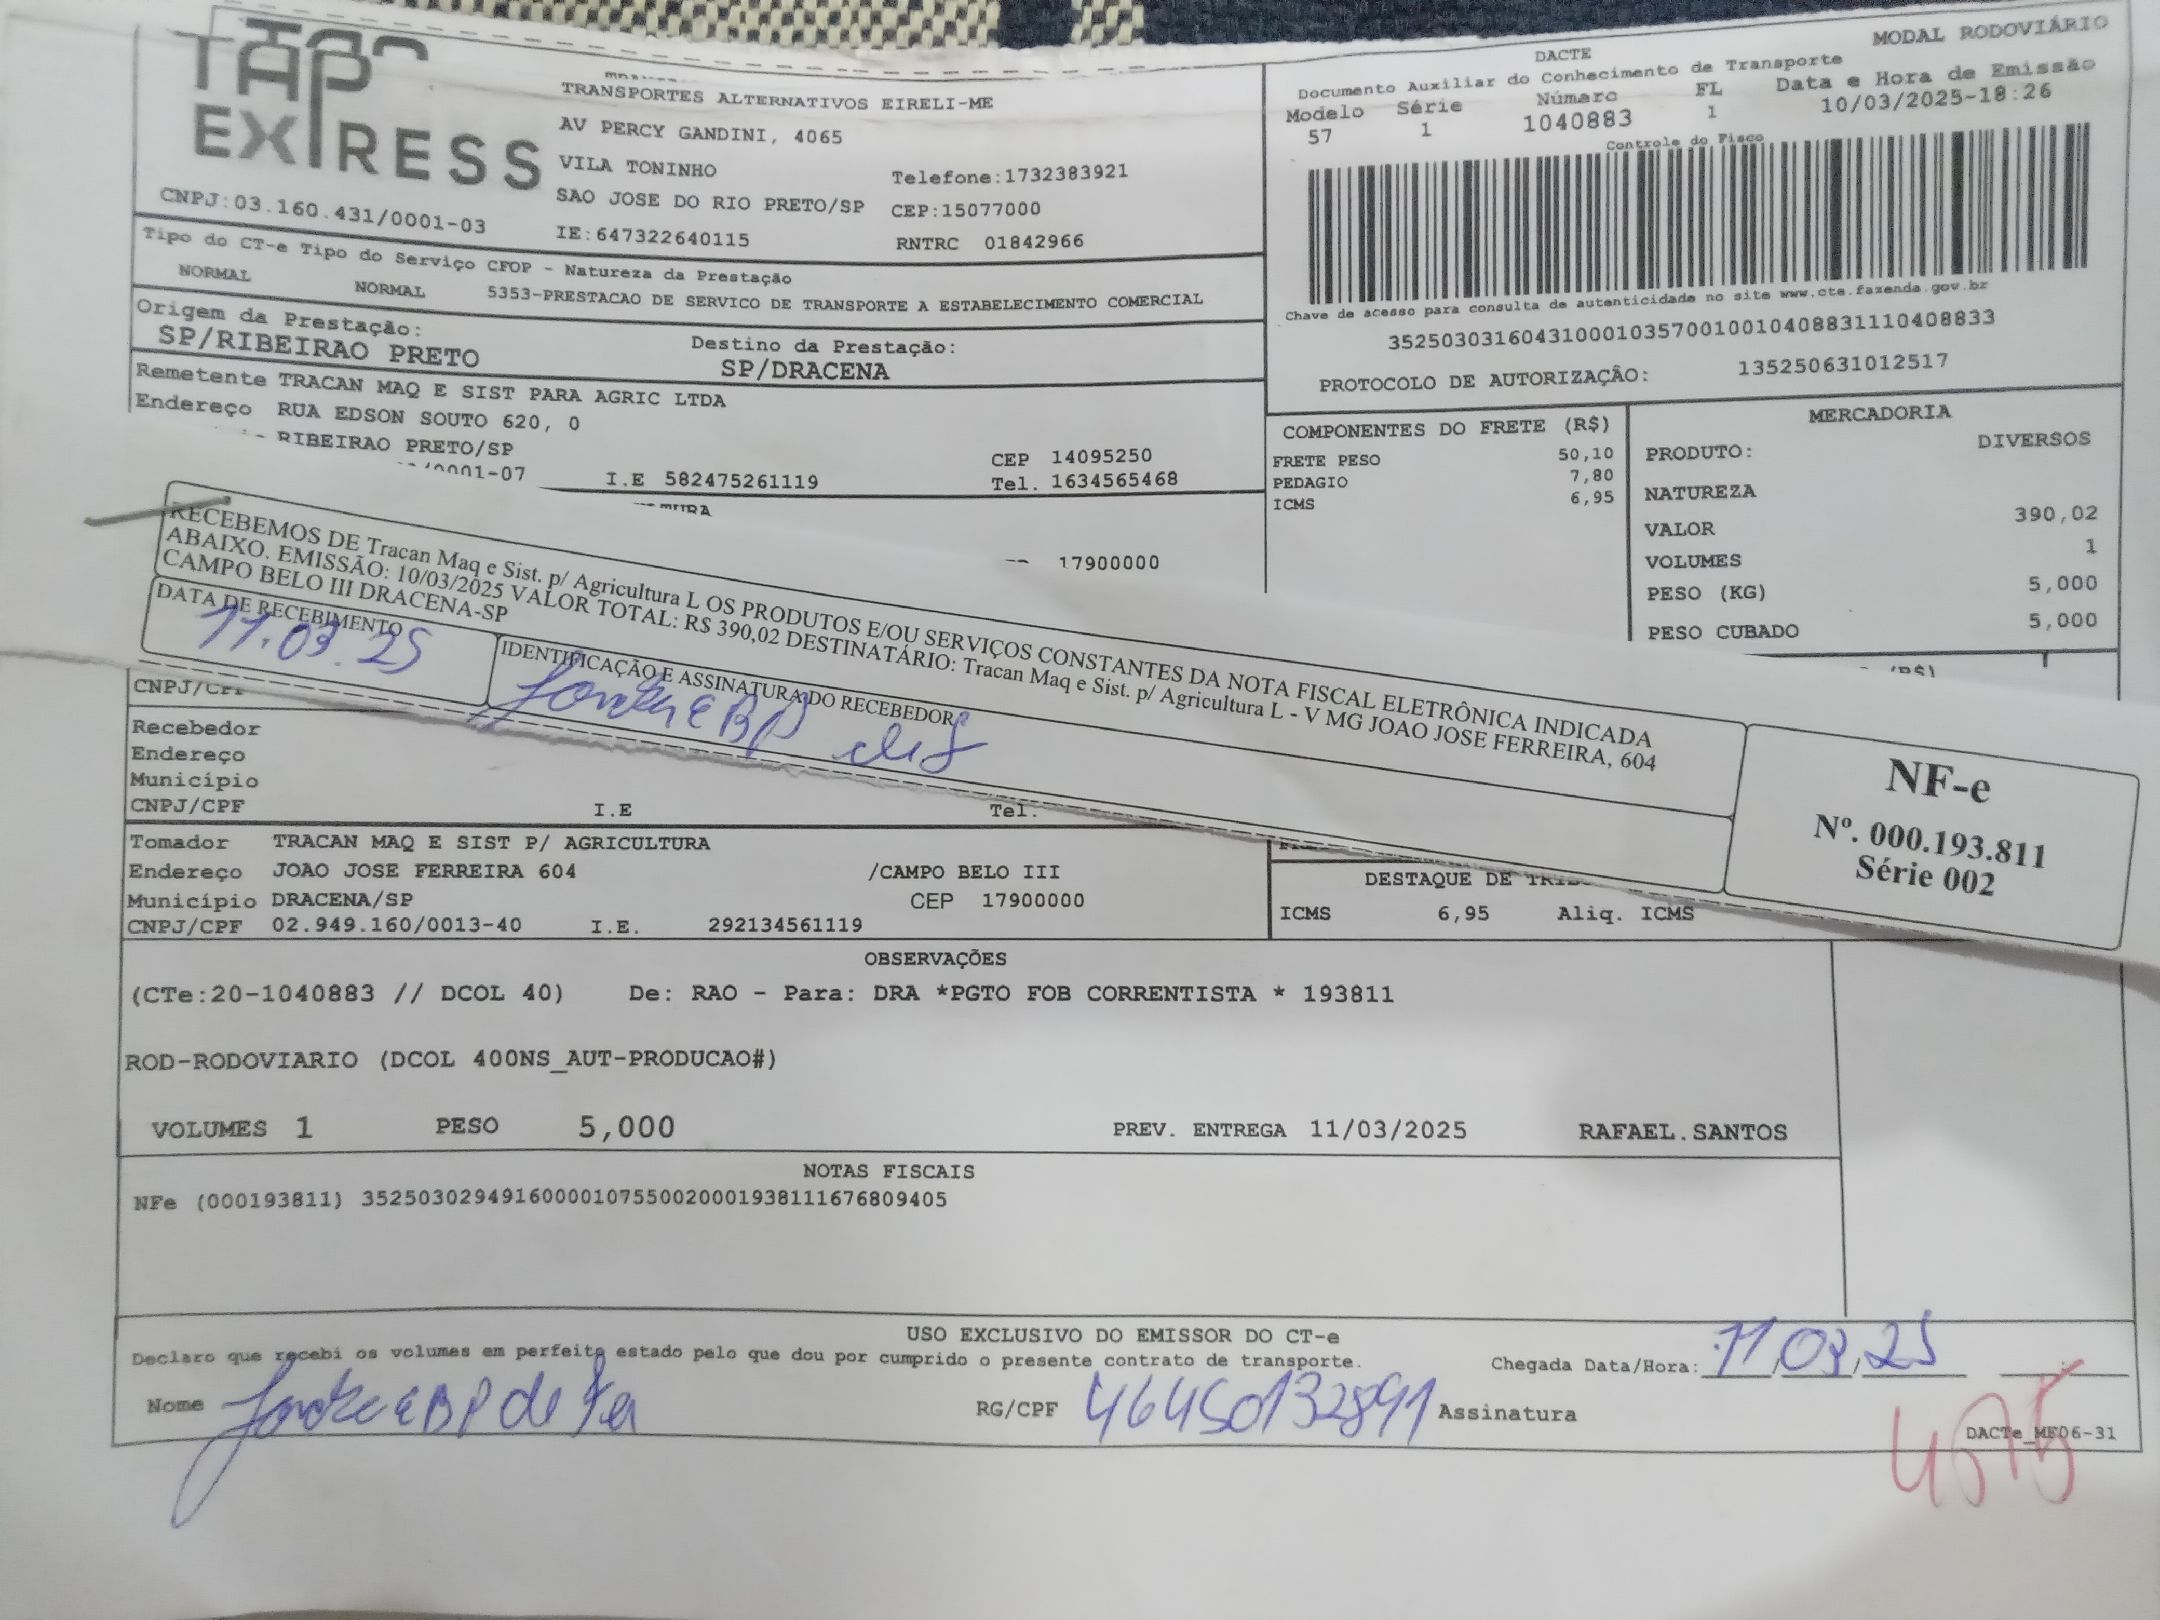 TAP
EXPRESS
CNPJ:03.160.431/0001-03
TRANSPORTES ALTERNATIVOS EIRELI-ME
AV PERCY GANDINI, 4065
VILA TONINHO
Telefone:1732383921
SAO JOSE DO RIO PRETO/SP CEP:15077000
IE:647322640115
RNTRC 01842966
MODAL RODOVIÁRIO
DACTE
Documento Auxiliar do Conhecimento de Transporte
Modelo Série Número FL Data e Hora de Emissão
57 1 1040883 1 10/03/2025-18:26
Controle do Fisco
Chave de acesso para consulta de autenticidade no site www.cte.fazenda.gov.br
35250303160431000103570010010408831110408833
PROTOCOLO DE AUTORIZAÇÃO: 135250631012517
Tipo do CT-e Tipo do Serviço CFOP - Natureza da Prestação
NORMAL NORMAL 5353-PRESTACAO DE SERVICO DE TRANSPORTE A ESTABELECIMENTO COMERCIAL
Origem da Prestação:
SP/RIBEIRAO PRETO
Destino da Prestação:
SP/DRACENA
Remetente TRACAN MAQ E SIST PARA AGRIC LTDA
Endereço RUA EDSON SOUTO 620, 0
- RIBEIRAO PRETO/SP
CEP 14095250
/0001-07 I.E 582475261119 Tel. 1634565468
17900000
COMPONENTES DO FRETE (R$)
FRETE PESO 50,10
PEDAGIO 7,80
ICMS 6,95
MERCADORIA
PRODUTO: DIVERSOS
NATUREZA
VALOR 390,02
VOLUMES 1
PESO (KG) 5,000
PESO CUBADO 5,000
RECEBEMOS DE Tracan Maq e Sist. p/ Agricultura L OS PRODUTOS E/OU SERVIÇOS CONSTANTES DA NOTA FISCAL ELETRÔNICA INDICADA
ABAIXO. EMISSÃO: 10/03/2025 VALOR TOTAL: R$ 390,02 DESTINATÁRIO: Tracan Maq e Sist. p/ Agricultura L - V MG JOAO JOSE FERREIRA, 604
CAMPO BELO III DRACENA-SP
DATA DE RECEBIMENTO
11.03.25
IDENTIFICAÇÃO E ASSINATURA DO RECEBEDOR
NF-e
Nº. 000.193.811
Série 002
CNPJ/CPF
Recebedor
Endereço
Município
CNPJ/CPF I.E Tel.
Tomador TRACAN MAQ E SIST P/ AGRICULTURA
Endereço JOAO JOSE FERREIRA 604 /CAMPO BELO III
Município DRACENA/SP CEP 17900000
CNPJ/CPF 02.949.160/0013-40 I.E. 292134561119
DESTAQUE DE
ICMS 6,95 Aliq. ICMS
OBSERVAÇÕES
(CTe:20-1040883 // DCOL 40) De: RAO - Para: DRA *PGTO FOB CORRENTISTA * 193811
ROD-RODOVIARIO (DCOL 400NS_AUT-PRODUCAO#)
VOLUMES 1 PESO 5,000 PREV. ENTREGA 11/03/2025 RAFAEL.SANTOS
NOTAS FISCAIS
NFe (000193811) 35250302949160000107550020001938111676809405
USO EXCLUSIVO DO EMISSOR DO CT-e
Declaro que recebi os volumes em perfeito estado pelo que dou por cumprido o presente contrato de transporte.
Chegada Data/Hora: 11/03/25
Nome
RG/CPF 46450132891 Assinatura
DACTe_ME06-31